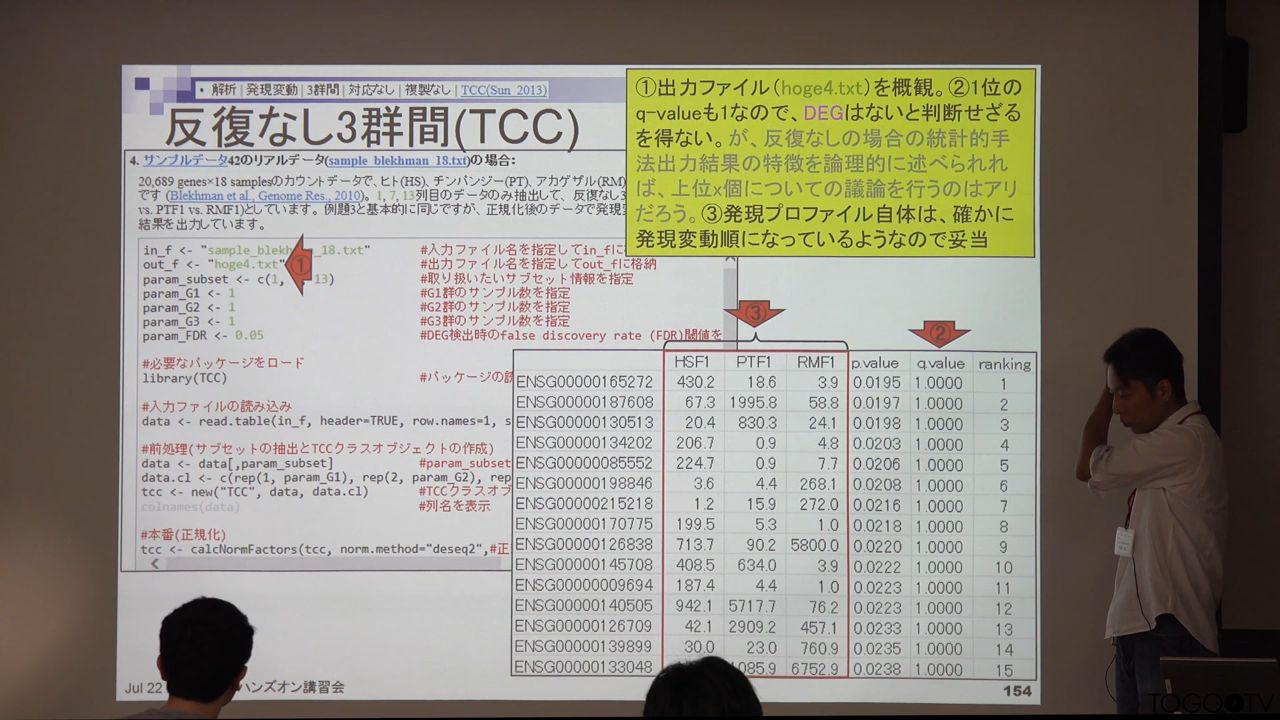 • 解析 | 発現変動 | 3群間 | 対応なし | 複製なし | TCC(Sun_2013)
反復なし3群間(TCC)
①出力ファイル(hoge4.txt)を概観。②1位の
q-valueも1なので、DEGはないと判断せざる
を得ない。が、反復なしの場合の統計的手
法出力結果の特徴を論理的に述べられれ
ば、上位x個についての議論を行うのはアリ
だろう。③発現プロファイル自体は、確かに
発現変動順になっているようなので妥当
4. サンプルデータ42のリアルデータ(sample_blekhman_18.txt)の場合:
20,689 genes×18 samplesのカウントデータで、ヒト(HS), チンパンジー(PT), アカゲザル(RM)
です (Blekhman et al., Genome Res., 2010)。1, 7, 13列目のデータのみ抽出して、反復なし3
vs. PTF1 vs. RMF1)としています。例題3と基本的に同じですが、正規化後のデータで発現
結果を出力しています。
in_f <- "sample_blekh _18.txt" #入力ファイル名を指定してin_fに
out_f <- "hoge4.txt" ① #出力ファイル名を指定してout_fに格納
param_subset <- c(1, 13) #取り扱いたいサブセット情報を指定
param_G1 <- 1 #G1群のサンプル数を指定
param_G2 <- 1 #G2群のサンプル数を指定
param_G3 <- 1 #G3群のサンプル数を指定
param_FDR <- 0.05 #DEG検出時のfalse discovery rate (FDR)閾値を
#必要なパッケージをロード
library(TCC) #パッケージの読
#入力ファイルの読み込み
data <- read.table(in_f, header=TRUE, row.names=1, s
#前処理(サブセットの抽出とTCCクラスオブジェクトの作成)
data <- data[,param_subset] #param_subset
data.cl <- c(rep(1, param_G1), rep(2, param_G2), rep
tcc <- new("TCC", data, data.cl) #TCCクラスオブ
colnames(data) #列名を表示
#本番(正規化)
tcc <- calcNormFactors(tcc, norm.method="deseq2",#正
③ ②
HSF1 PTF1 RMF1 p.value q.value ranking
ENSG00000165272 430.2 18.6 3.9 0.0195 1.0000 1
ENSG00000187608 67.3 1995.8 58.8 0.0197 1.0000 2
ENSG00000130513 20.4 830.3 24.1 0.0198 1.0000 3
ENSG00000134202 206.7 0.9 4.8 0.0203 1.0000 4
ENSG00000085552 224.7 0.9 7.7 0.0206 1.0000 5
ENSG00000198846 3.6 4.4 268.1 0.0208 1.0000 6
ENSG00000215218 1.2 15.9 272.0 0.0216 1.0000 7
ENSG00000170775 199.5 5.3 1.0 0.0218 1.0000 8
ENSG00000126838 713.7 90.2 5800.0 0.0220 1.0000 9
ENSG00000145708 408.5 634.0 3.9 0.0222 1.0000 10
ENSG00000009694 187.4 4.4 1.0 0.0223 1.0000 11
ENSG00000140505 942.1 5717.7 76.2 0.0223 1.0000 12
ENSG00000126709 42.1 2909.2 457.1 0.0233 1.0000 13
ENSG00000139899 30.0 23.0 760.9 0.0235 1.0000 14
ENSG00000133048 085.9 6752.9 0.0238 1.0000 15
Jul 22 ハンズオン講習会 154
TOGOTV